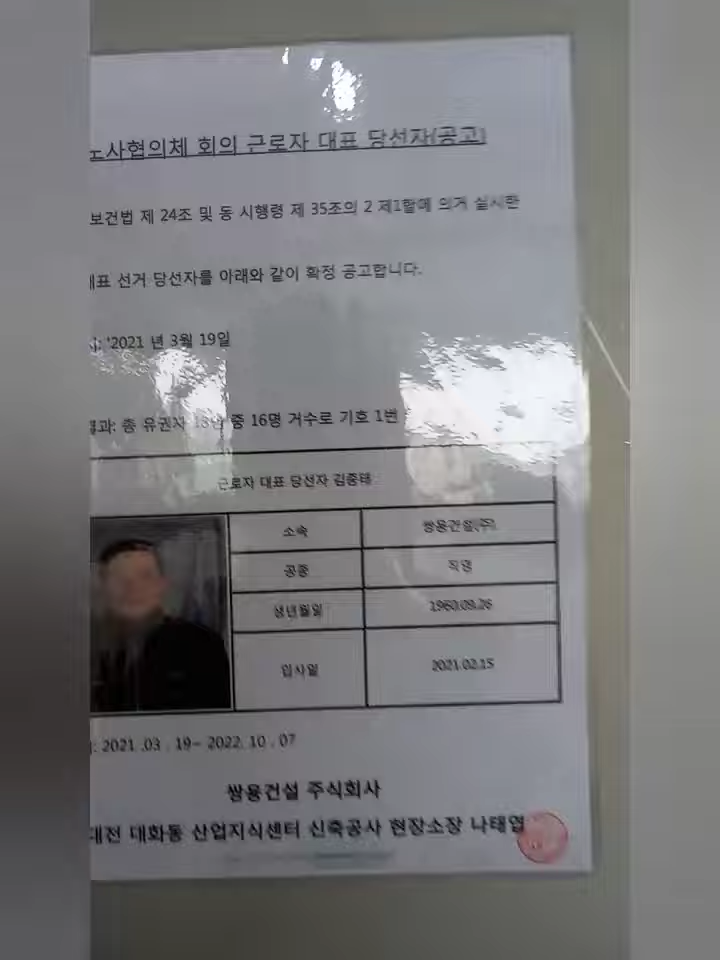 노사협의체 회의 근로자 대표 당선자(공고)
보건법 제 24조 및 동 시행령 제 35조의 2 제1항에 의거 실시한
대표 선거 당선자를 아래와 같이 확정 공고합니다.
'2021 년 3월 19일
결과: 총 유권자 중 16명 거수로 기호 1번
근로자 대표 당선자 김종태
소속 쌍용건설(주)
공종 직영
생년월일 1960.09.26
입사일 2021.02.15
: 2021 .03 . 19~ 2022. 10 . 07
쌍용건설 주식회사
대전 대화동 산업지식센터 신축공사 현장소장 나태엽